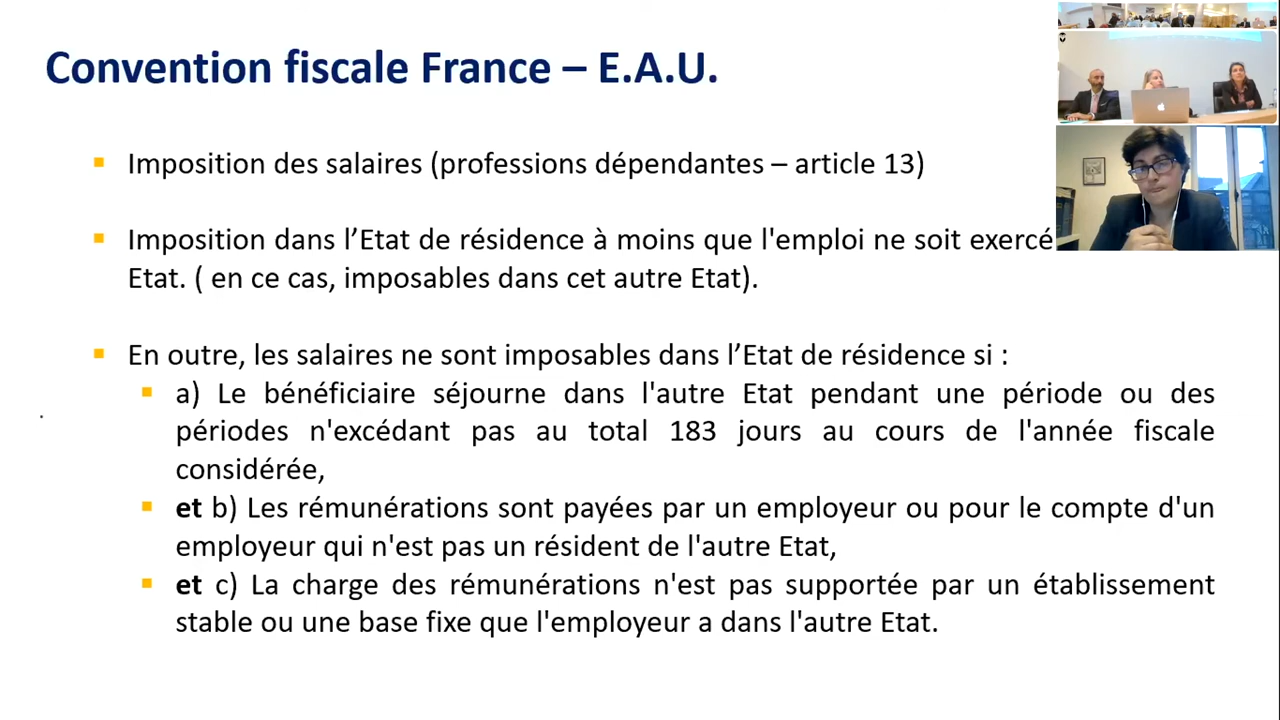 Convention fiscale France – E.A.U.
Imposition des salaires (professions dépendantes – article 13)
Imposition dans l’Etat de résidence à moins que l'emploi ne soit exercé
Etat. ( en ce cas, imposables dans cet autre Etat).
En outre, les salaires ne sont imposables dans l’Etat de résidence si :
a) Le bénéficiaire séjourne dans l'autre Etat pendant une période ou des
périodes n'excédant pas au total 183 jours au cours de l'année fiscale
considérée,
et b) Les rémunérations sont payées par un employeur ou pour le compte d'un
employeur qui n'est pas un résident de l'autre Etat,
et c) La charge des rémunérations n'est pas supportée par un établissement
stable ou une base fixe que l'employeur a dans l'autre Etat.